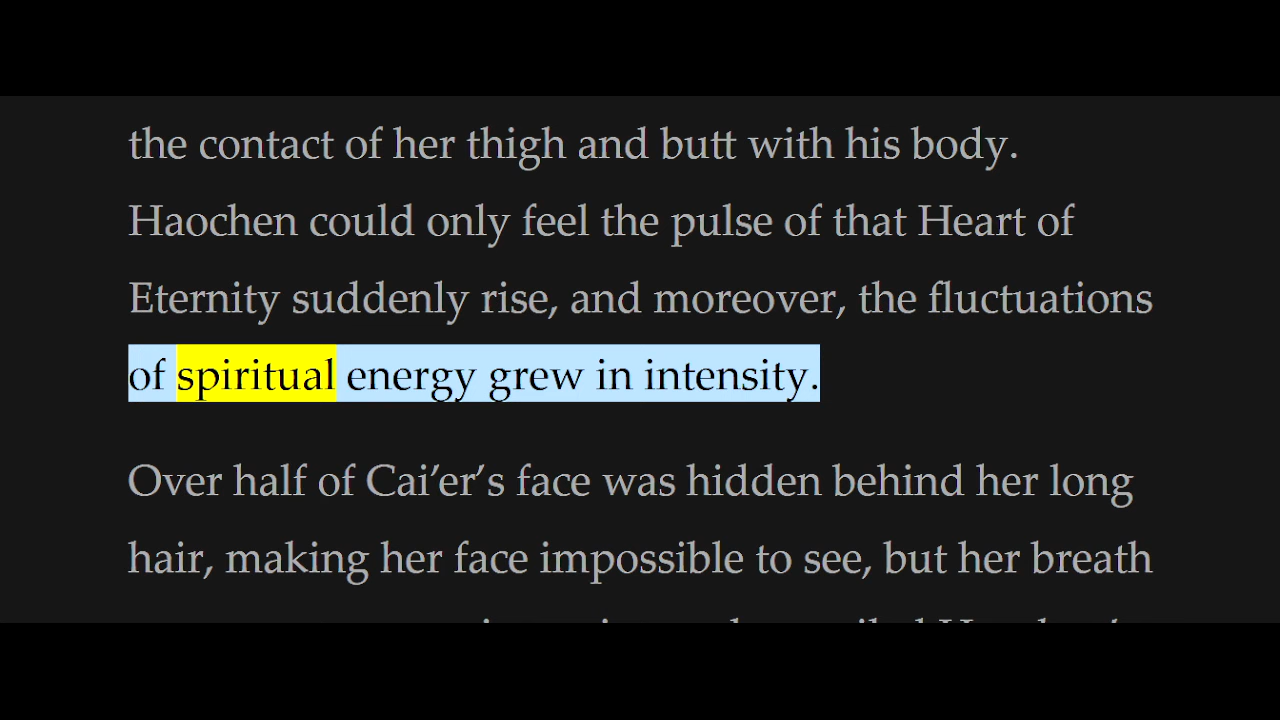 the contact of her thigh and butt with his body.
Haochen could only feel the pulse of that Heart of
Eternity suddenly rise, and moreover, the fluctuations
of spiritual energy grew in intensity.
Over half of Cai’er’s face was hidden behind her long
hair, making her face impossible to see, but her breath